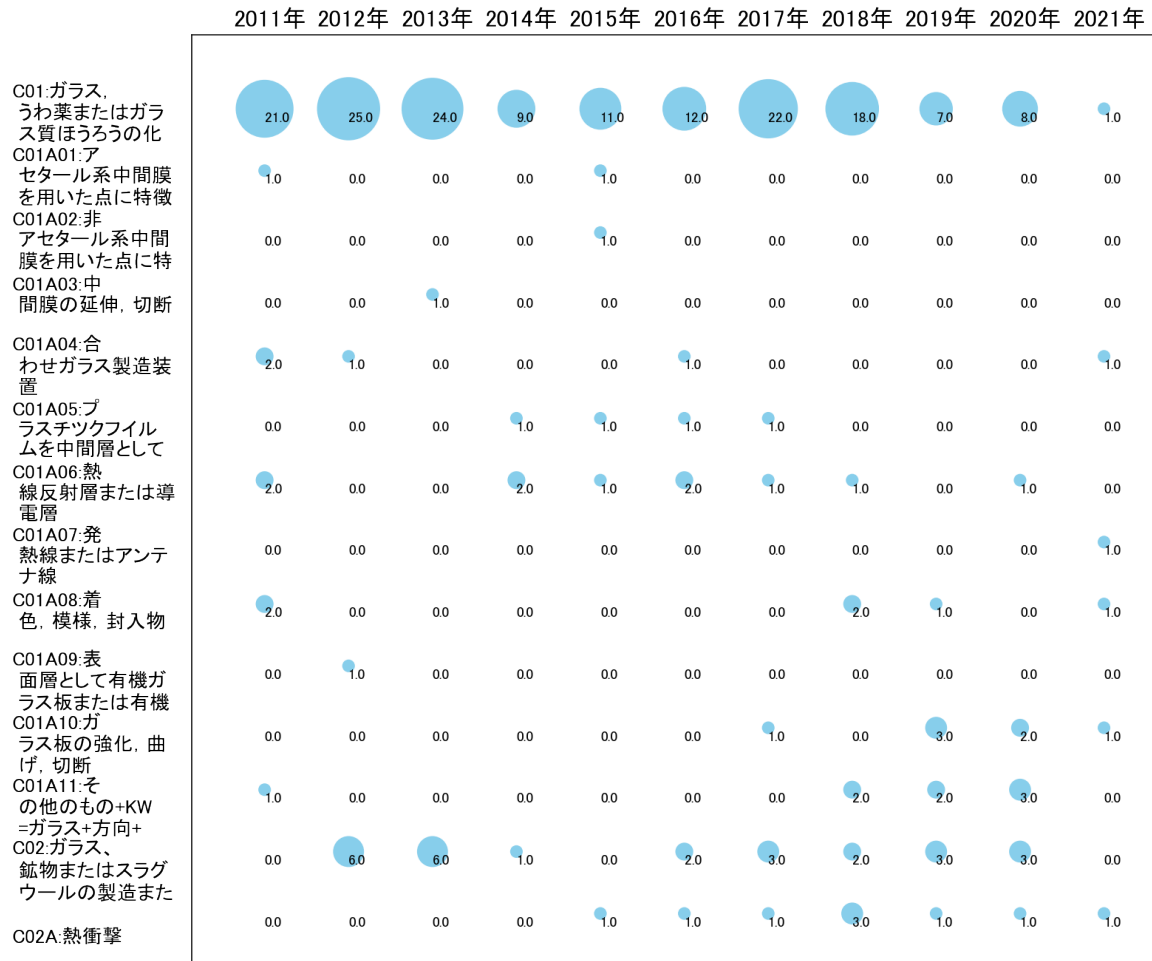 2011年 2012年 2013年 2014年 2015年 2016年 2017年 2018年 2019年 2020年 2021年
C01:ガラス,
うわ薬またはガラ
ス質ほうろうの化
21.0 25.0 24.0 9.0 11.0 12.0 22.0 18.0 7.0 8.0 1.0
C01A01:ア
セタール系中間膜
を用いた点に特徴
1.0 0.0 0.0 0.0 1.0 0.0 0.0 0.0 0.0 0.0 0.0
C01A02:非
アセタール系中間
膜を用いた点に特
0.0 0.0 0.0 0.0 1.0 0.0 0.0 0.0 0.0 0.0 0.0
C01A03:中
間膜の延伸,切断
0.0 0.0 1.0 0.0 0.0 0.0 0.0 0.0 0.0 0.0 0.0
C01A04:合
わせガラス製造装
置
2.0 1.0 0.0 0.0 0.0 1.0 0.0 0.0 0.0 0.0 1.0
C01A05:プ
ラスチツクフイル
ムを中間層として
0.0 0.0 0.0 1.0 1.0 1.0 1.0 0.0 0.0 0.0 0.0
C01A06:熱
線反射層または導
電層
2.0 0.0 0.0 2.0 1.0 2.0 1.0 1.0 0.0 1.0 0.0
C01A07:発
熱線またはアンテ
ナ線
0.0 0.0 0.0 0.0 0.0 0.0 0.0 0.0 0.0 0.0 1.0
C01A08:着
色,模様,封入物
2.0 0.0 0.0 0.0 0.0 0.0 0.0 2.0 1.0 0.0 1.0
C01A09:表
面層として有機ガ
ラス板または有機
0.0 1.0 0.0 0.0 0.0 0.0 0.0 0.0 0.0 0.0 0.0
C01A10:ガ
ラス板の強化,曲
げ,切断
0.0 0.0 0.0 0.0 0.0 0.0 1.0 0.0 3.0 2.0 1.0
C01A11:そ
の他のもの+KW
=ガラス+方向+
1.0 0.0 0.0 0.0 0.0 0.0 0.0 2.0 2.0 3.0 0.0
C02:ガラス、
鉱物またはスラグ
ウールの製造また
0.0 6.0 6.0 1.0 0.0 2.0 3.0 2.0 3.0 3.0 0.0
C02A:熱衝撃
0.0 0.0 0.0 0.0 1.0 1.0 1.0 3.0 1.0 1.0 1.0